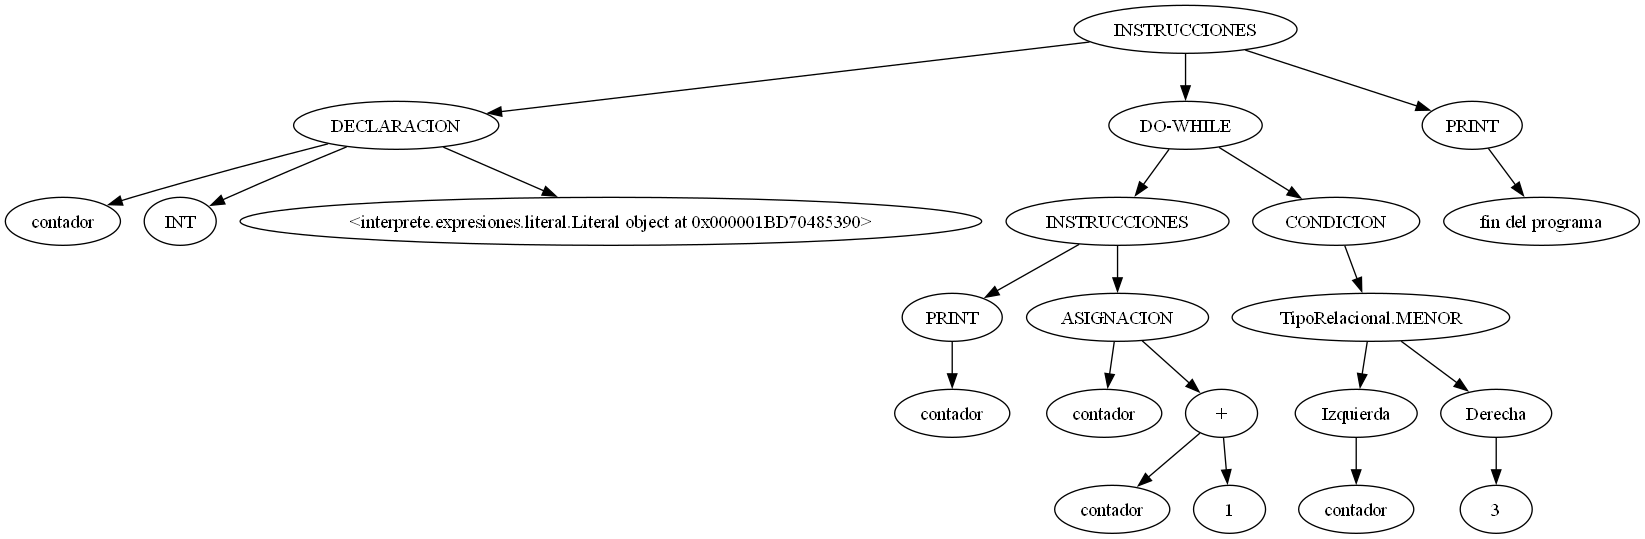 INSTRUCCIONES
DECLARACION
DO-WHILE
PRINT
contador
INT
<interprete.expresiones.literal.Literal object at 0x000001BD70485390>
INSTRUCCIONES
CONDICION
fin del programa
PRINT
ASIGNACION
TipoRelacional.MENOR
contador
contador
+
Izquierda
Derecha
contador
1
contador
3